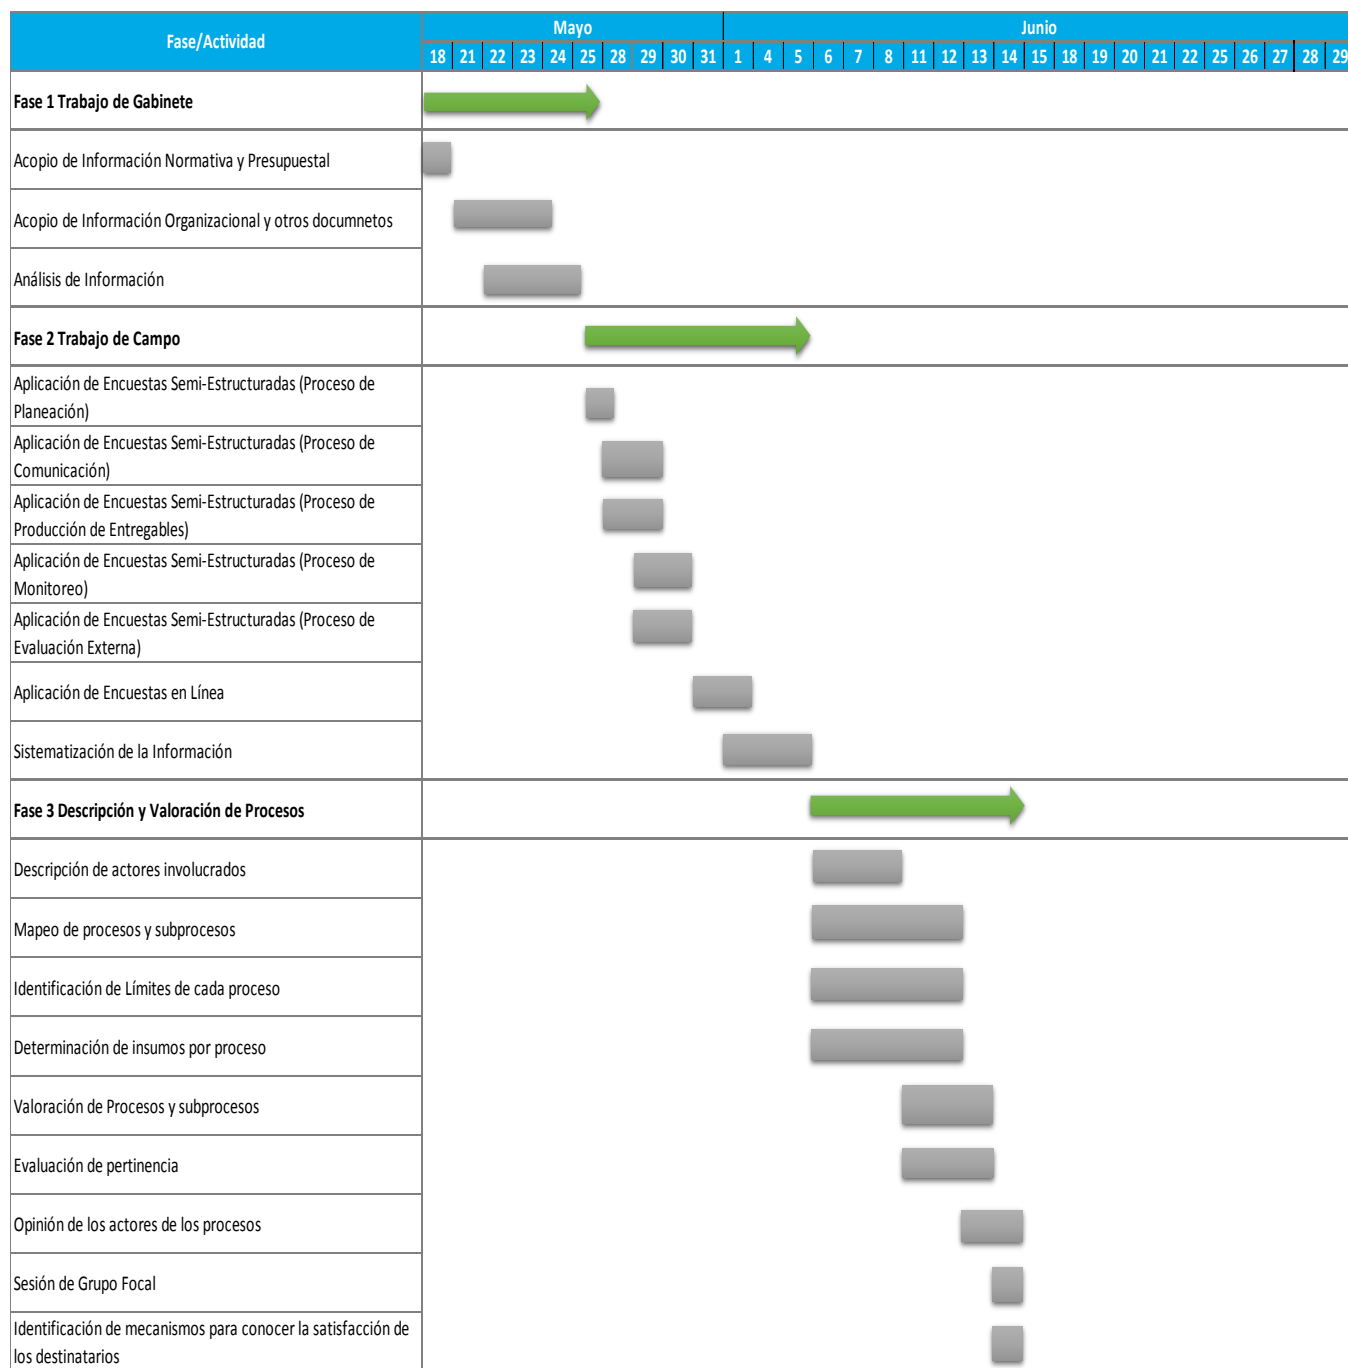 Fase/Actividad
Mayo
Junio
18 21 22 23 24 25 28 29 30 31 1 4 5 6 7 8 11 12 13 14 15 18 19 20 21 22 25 26 27 28 29
Fase 1 Trabajo de Gabinete
Acopio de Información Normativa y Presupuestal
Acopio de Información Organizacional y otros documnetos
Análisis de Información
Fase 2 Trabajo de Campo
Aplicación de Encuestas Semi-Estructuradas (Proceso de
Planeación)
Aplicación de Encuestas Semi-Estructuradas (Proceso de
Comunicación)
Aplicación de Encuestas Semi-Estructuradas (Proceso de
Producción de Entregables)
Aplicación de Encuestas Semi-Estructuradas (Proceso de
Monitoreo)
Aplicación de Encuestas Semi-Estructuradas (Proceso de
Evaluación Externa)
Aplicación de Encuestas en Línea
Sistematización de la Información
Fase 3 Descripción y Valoración de Procesos
Descripción de actores involucrados
Mapeo de procesos y subprocesos
Identificación de Límites de cada proceso
Determinación de insumos por proceso
Valoración de Procesos y subprocesos
Evaluación de pertinencia
Opinión de los actores de los procesos
Sesión de Grupo Focal
Identificación de mecanismos para conocer la satisfacción de
los destinatarios